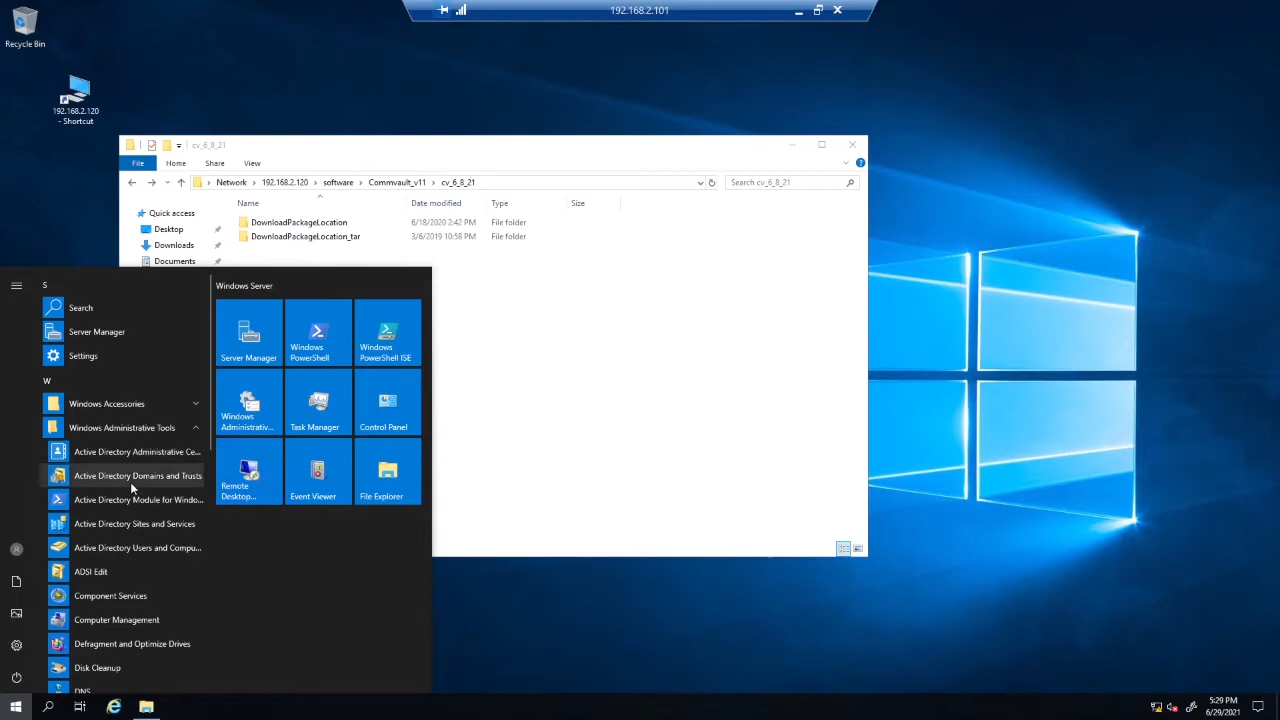 192.168.2.101
Recycle Bin
192.168.2.120
- Shortcut
cv_6_8_21
File
Home
Share
View
Network
192.168.2.120
software
Commvault_v11
cv_6_8_21
Search cv_6_8_21
Quick access
Desktop
Downloads
Documents
Name
Date modified
Type
Size
DownloadPackageLocation
6/18/2020 2:42 PM
File folder
DownloadPackageLocation_tar
3/6/2019 10:58 PM
File folder
S
Search
Server Manager
Settings
W
Windows Accessories
Windows Administrative Tools
Active Directory Administrative Ce...
Active Directory Domains and Trusts
Active Directory Module for Windo...
Active Directory Sites and Services
Active Directory Users and Compu...
ADSI Edit
Component Services
Computer Management
Defragment and Optimize Drives
Disk Cleanup
DNS
Windows Server
Server Manager
Windows
PowerShell
Windows
PowerShell ISE
Windows
Administrativ...
Task Manager
Control Panel
Remote
Desktop...
Event Viewer
File Explorer
5:29 PM
6/29/2021